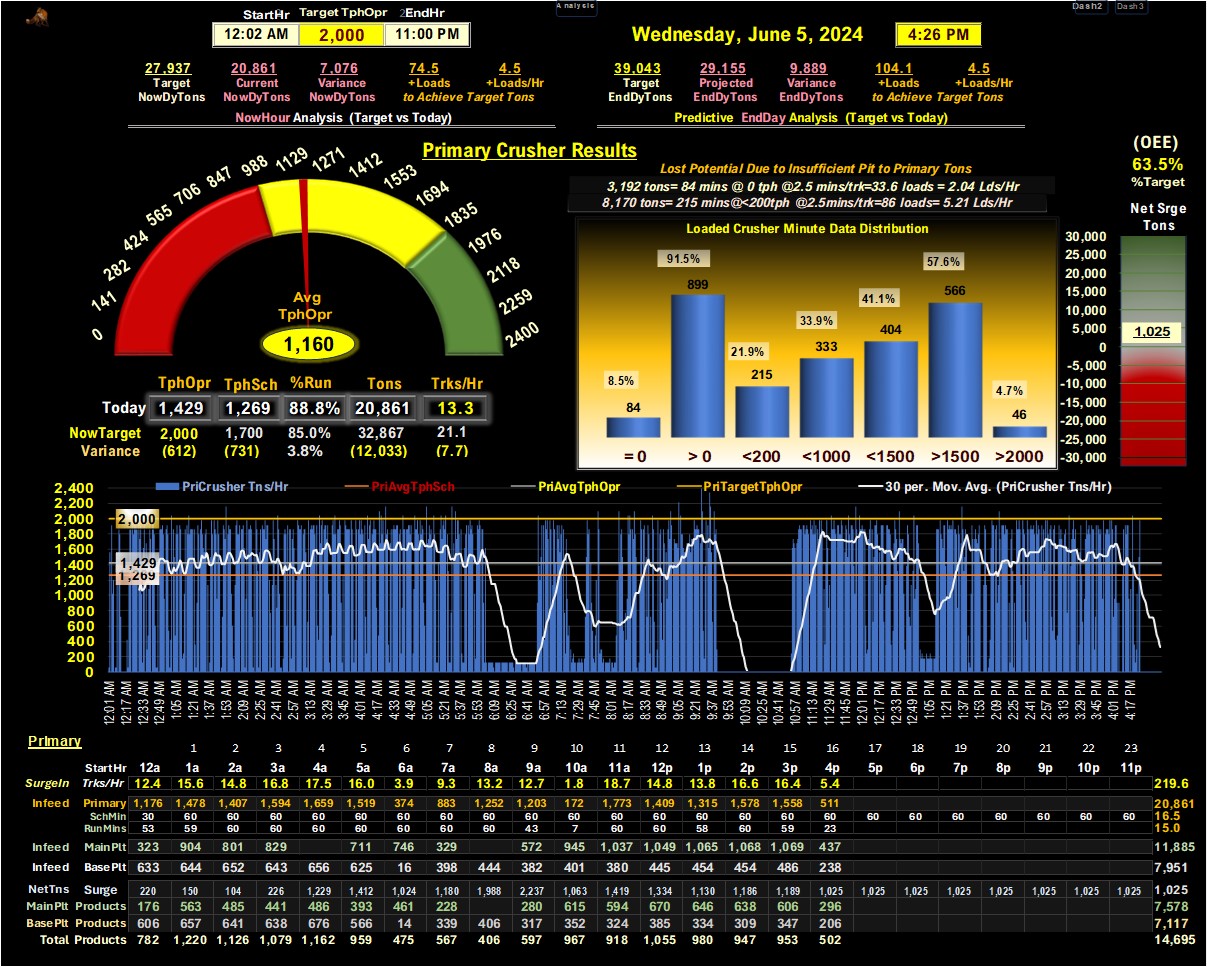 Analysis
Dash2 Dash3
StartHr Target TphOpr 2EndHr
12:02 AM 2,000 11:00 PM
Wednesday, June 5, 2024 4:26 PM
27,937 20,861 7,076 74.5 4.5
Target Current Variance +Loads +Loads/Hr
NowDyTons NowDyTons NowDyTons to Achieve Target Tons
NowHour Analysis (Target vs Today)
39,043 29,155 9,889 104.1 4.5
Target Projected Variance +Loads +Loads/Hr
EndDyTons EndDyTons EndDyTons to Achieve Target Tons
Predictive EndDay Analysis (Target vs Today)
Primary Crusher Results
(OEE)
63.5%
%Target
Lost Potential Due to Insufficient Pit to Primary Tons
3,192 tons= 84 mins @ 0 tph @2.5 mins/trk=33.6 loads = 2.04 Lds/Hr
8,170 tons= 215 mins@<200tph @2.5mins/trk=86 loads= 5.21 Lds/Hr
0 141 282 424 565 706 847 988 1129 1271 1412 1553 1694 1835 1976 2118 2259 2400
Avg
TphOpr
1,160
TphOpr TphSch %Run Tons Trks/Hr
Today 1,429 1,269 88.8% 20,861 13.3
NowTarget 2,000 1,700 85.0% 32,867 21.1
Variance (612) (731) 3.8% (12,033) (7.7)
Loaded Crusher Minute Data Distribution
8.5% 91.5% 21.9% 33.9% 41.1% 57.6% 4.7%
84 899 215 333 404 566 46
= 0 > 0 <200 <1000 <1500 >1500 >2000
Net Srge
Tons
30,000
25,000
20,000
15,000
10,000
5,000
0
-5,000
-10,000
-15,000
-20,000
-25,000
-30,000
1,025
PriCrusher Tns/Hr PriAvgTphSch PriAvgTphOpr PriTargetTphOpr 30 per. Mov. Avg. (PriCrusher Tns/Hr)
2,400
2,200
2,000
1,800
1,600
1,400
1,200
1,000
800
600
400
200
0
2,000
1,429
1,269
12:01 AM 12:17 AM 12:33 AM 12:49 AM 1:05 AM 1:21 AM 1:37 AM 1:53 AM 2:09 AM 2:25 AM 2:41 AM 2:57 AM 3:13 AM 3:29 AM 3:45 AM 4:01 AM 4:17 AM 4:33 AM 4:49 AM 5:05 AM 5:21 AM 5:37 AM 5:53 AM 6:09 AM 6:25 AM 6:41 AM 6:57 AM 7:13 AM 7:29 AM 7:45 AM 8:01 AM 8:17 AM 8:33 AM 8:49 AM 9:05 AM 9:21 AM 9:37 AM 9:53 AM 10:09 AM 10:25 AM 10:41 AM 10:57 AM 11:13 AM 11:29 AM 11:45 AM 12:01 PM 12:17 PM 12:33 PM 12:49 PM 1:05 PM 1:21 PM 1:37 PM 1:53 PM 2:09 PM 2:25 PM 2:41 PM 2:57 PM 3:13 PM 3:29 PM 3:45 PM 4:01 PM 4:17 PM
Primary
1 2 3 4 5 6 7 8 9 10 11 12 13 14 15 16 17 18 19 20 21 22 23
StartHr 12a 1a 2a 3a 4a 5a 6a 7a 8a 9a 10a 11a 12p 1p 2p 3p 4p 5p 6p 7p 8p 9p 10p 11p
SurgeIn Trks/Hr 12.4 15.6 14.8 16.8 17.5 16.0 3.9 9.3 13.2 12.7 1.8 18.7 14.8 13.8 16.6 16.4 5.4 219.6
Infeed Primary 1,176 1,478 1,407 1,594 1,659 1,519 374 883 1,252 1,203 172 1,773 1,409 1,315 1,578 1,558 511 20,861
SchMin 30 60 60 60 60 60 60 60 60 60 60 60 60 60 60 60 60 60 60 60 60 60 60 60 16.5
RunMins 53 59 60 60 60 60 60 60 60 43 7 60 60 58 60 59 23 15.0
Infeed MainPlt 323 904 801 829 711 746 329 572 945 1,037 1,049 1,065 1,068 1,069 437 11,885
Infeed BasePlt 633 644 652 643 656 625 16 398 444 382 401 380 445 454 454 486 238 7,951
NetTns Surge 220 150 104 226 1,229 1,412 1,024 1,180 1,988 2,237 1,063 1,419 1,334 1,130 1,186 1,189 1,025 1,025 1,025 1,025 1,025 1,025 1,025 1,025 1,025
MainPlt Products 176 563 485 441 486 393 461 228 280 615 594 670 646 638 606 296 7,578
BasePlt Products 606 657 641 638 676 566 14 339 406 317 352 324 385 334 309 347 206 7,117
Total Products 782 1,220 1,126 1,079 1,162 959 475 567 406 597 967 918 1,055 980 947 953 502 14,695